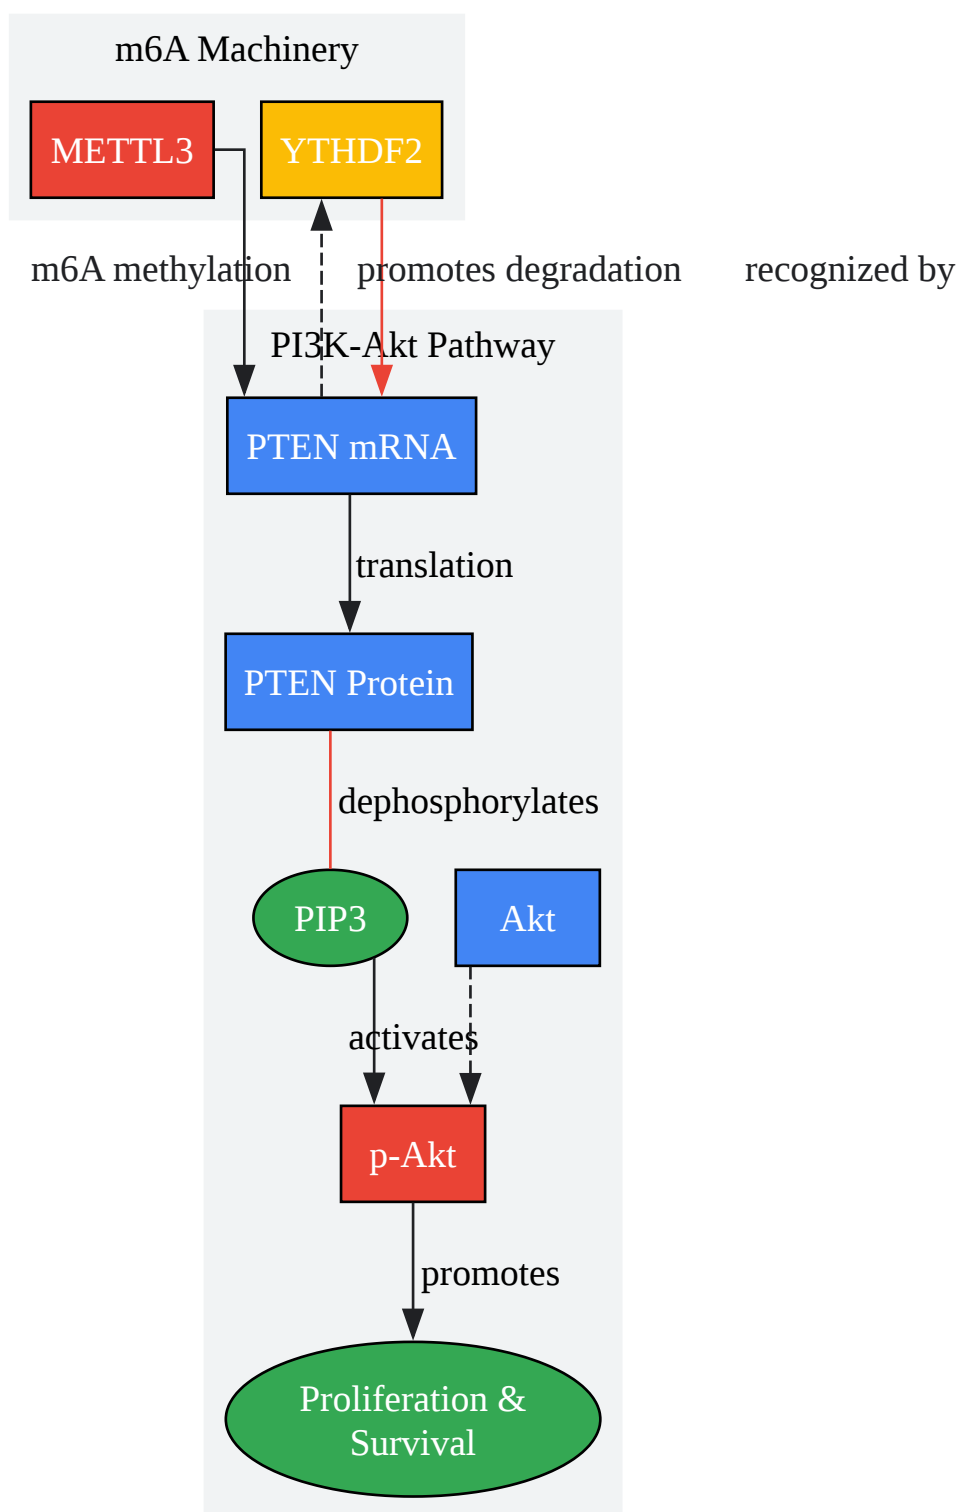 m6A Machinery
METTL3
YTHDF2
m6A methylation
promotes degradation
recognized by
PI3K-Akt Pathway
PTEN mRNA
translation
PTEN Protein
dephosphorylates
PIP3
Akt
activates
p-Akt
promotes
Proliferation &
Survival